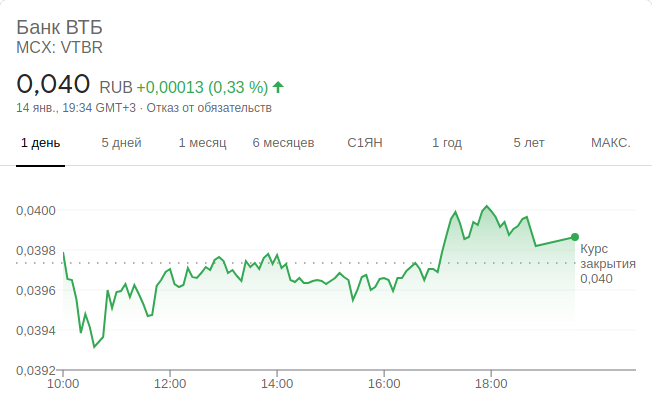 Банк ВТБ
MCX: VTBR
0,040 RUB +0,00013 (0,33 %)
14 янв., 19:34 GMT+3 · Отказ от обязательств
1 день 5 дней 1 месяц 6 месяцев С1ЯН 1 год 5 лет МАКС.
0,0400
0,0398
0,0396
0,0394
0,0392
Курс
закрытия
0,040
10:00 12:00 14:00 16:00 18:00